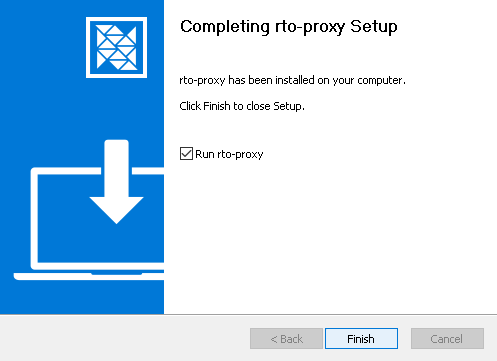 Completing rto-proxy Setup
rto-proxy has been installed on your computer.
Click Finish to close Setup.
Run rto-proxy
< Back
Finish
Cancel